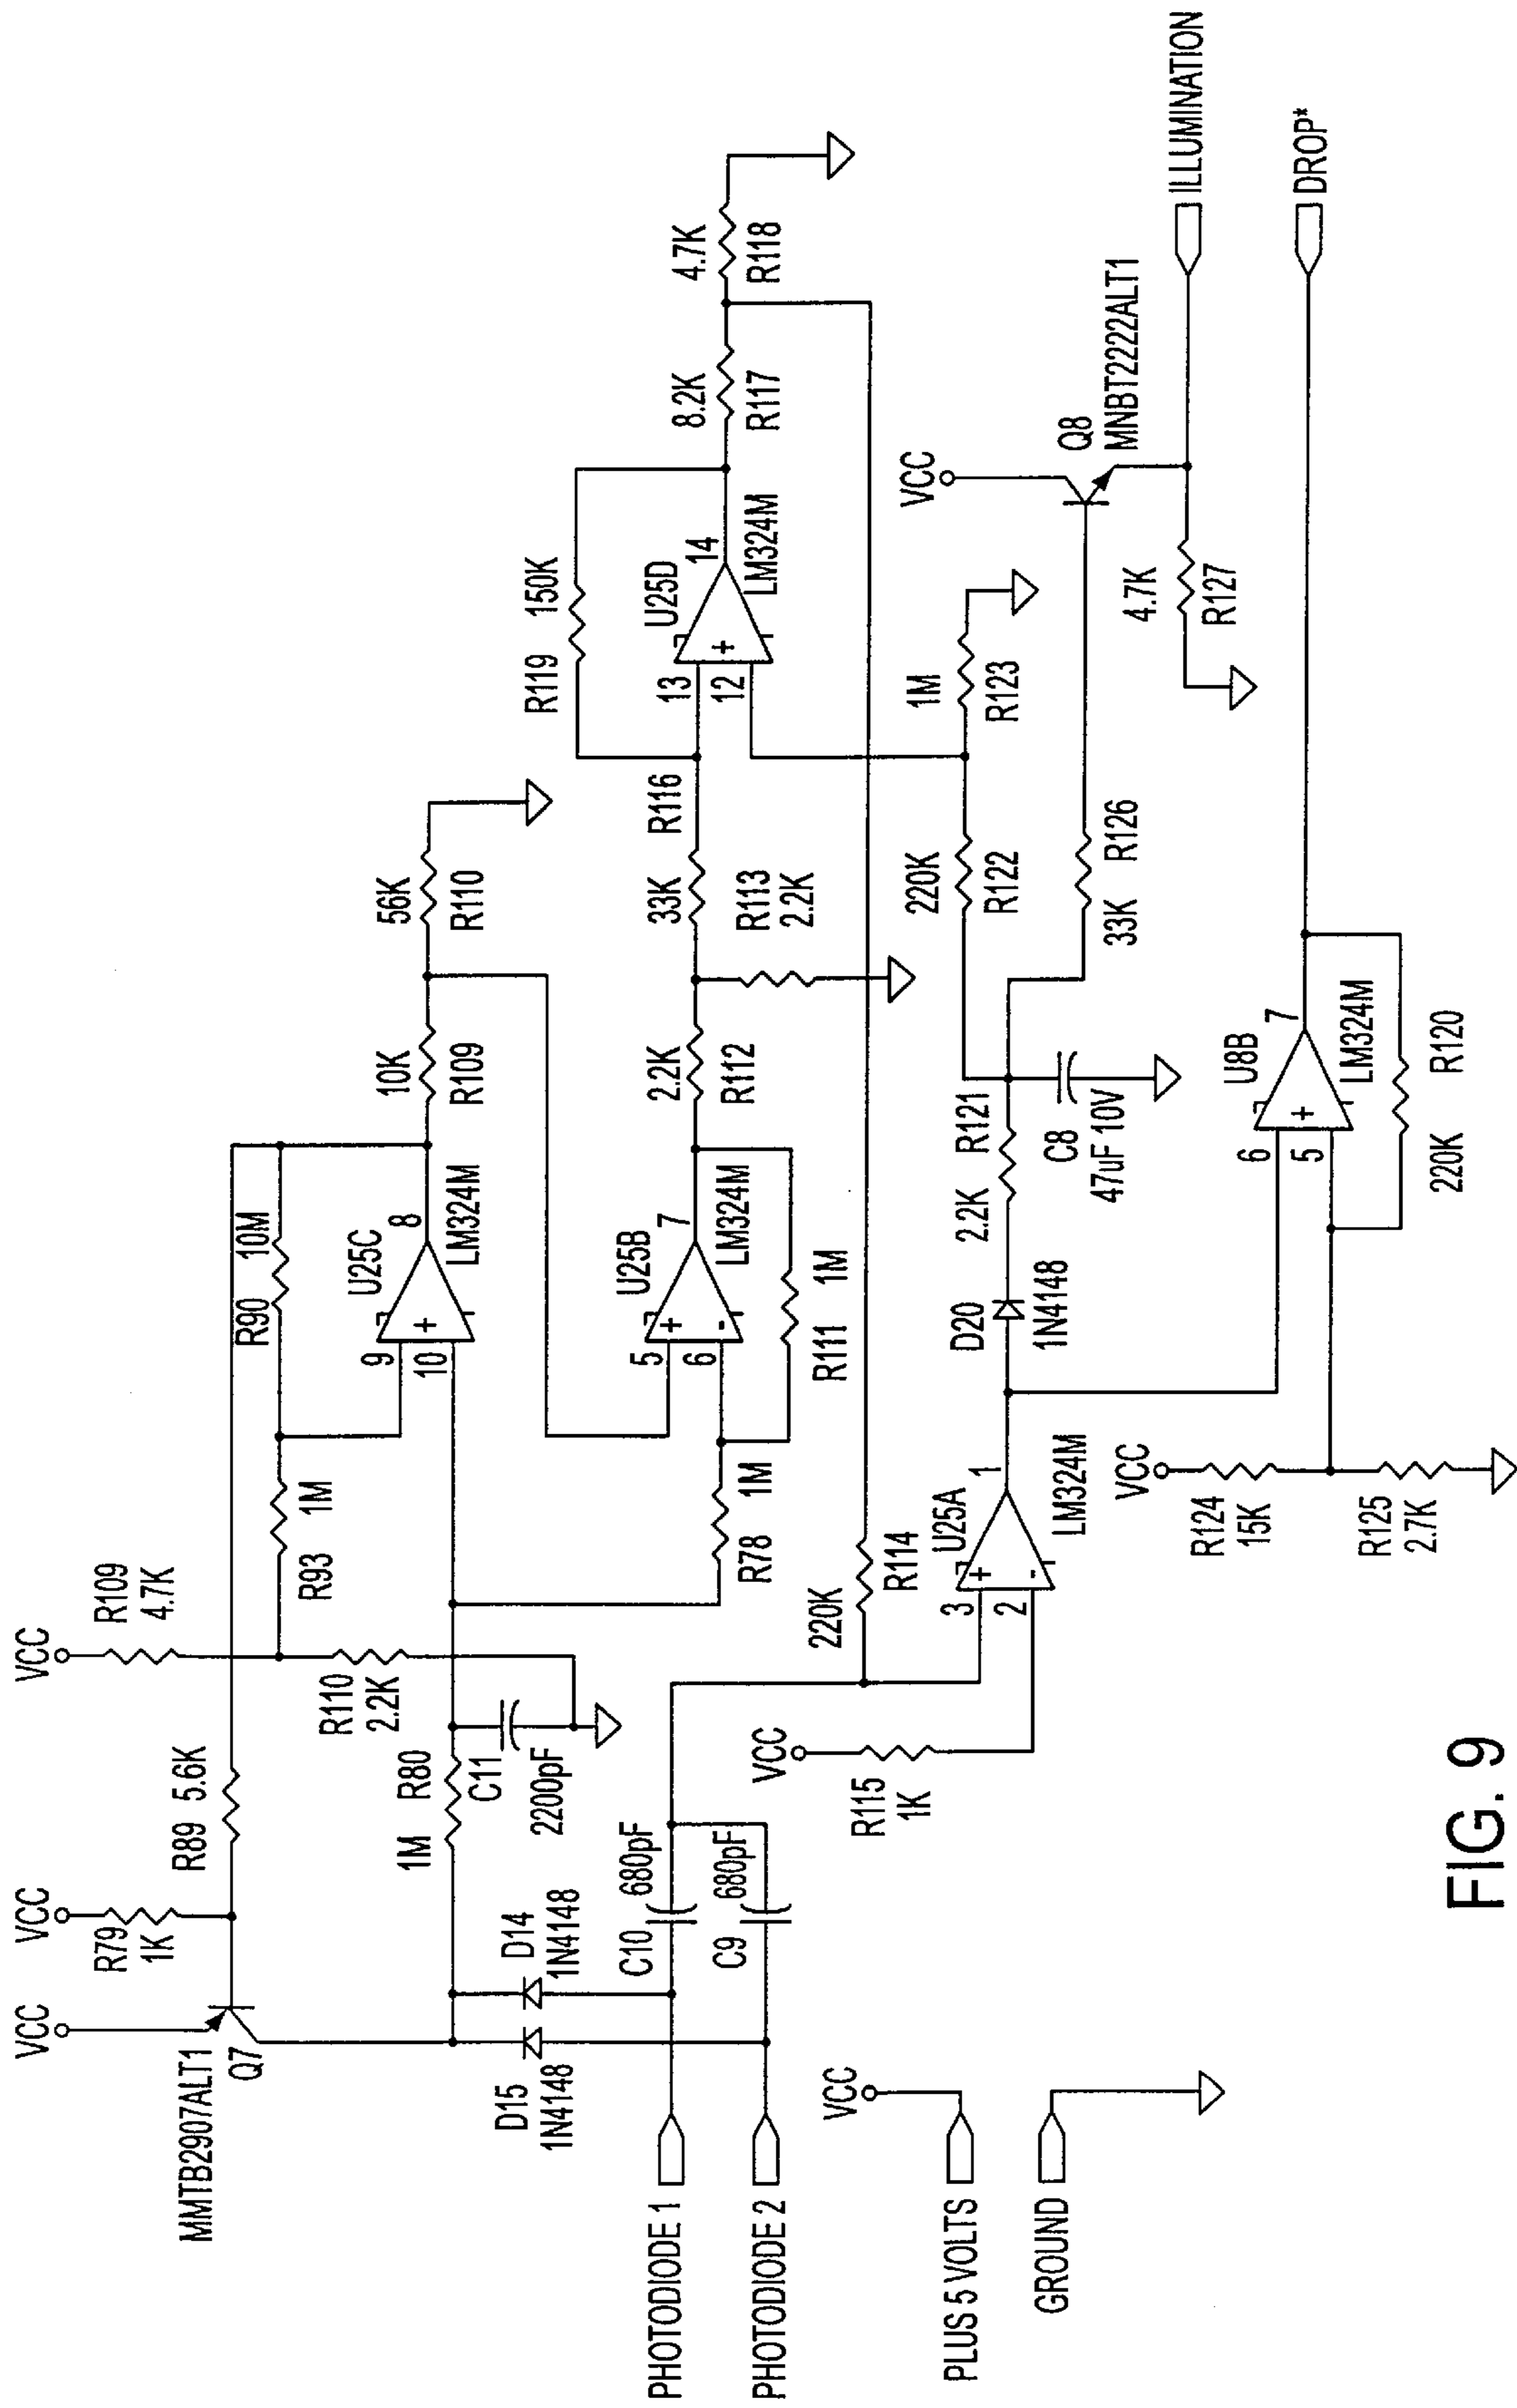 VCC
VCC
VCC
MMTB2907ALT1
Q7
R79
1K
R89 5.6K
R109
4.7K
R93
1M
R90
10M
R110
2.2K
1M
R80
C11
2200pF
D15
1N4148
D14
1N4148
C10
680pF
C9
680pF
PHOTODIODE 1
PHOTODIODE 2
VCC
PLUS 5 VOLTS
GROUND
9
10
U25C
8
LM324M
+
10K
R109
56K
R110
R78
1M
5
6
U25B
7
LM324M
+
-
R111
1M
2.2K
R112
33K
R116
R113
2.2K
R119
150K
13
12
U25D
14
LM324M
+
8.2K
R117
4.7K
R118
220K
R114
VCC
R115
1K
3
2
U25A
1
LM324M
+
-
D20
1N4148
2.2K
R121
C8
47uF 10V
220K
R122
1M
R123
33K
R126
VCC
Q8
MNBT2222ALT1
4.7K
R127
ILLUMINATION
VCC
R124
15K
R125
2.7K
6
5
U8B
7
LM324M
+
220K
R120
DROP*
FIG. 9